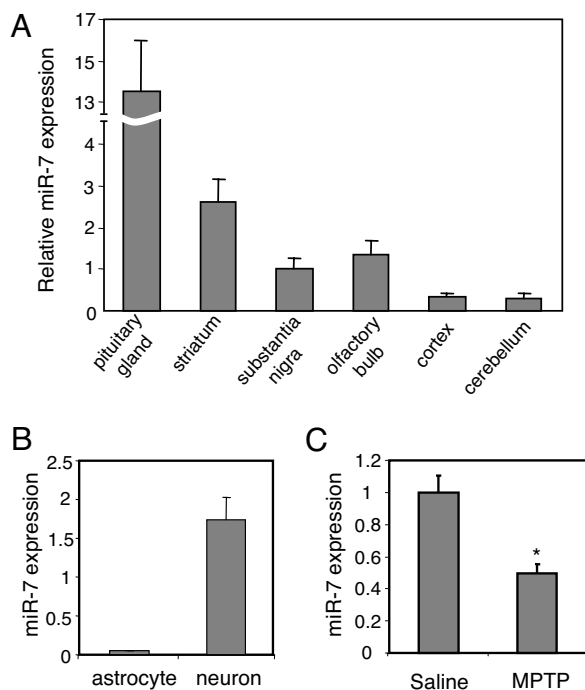 A
Relative miR-7 expression
17
15
13
4
3
2
1
0
pituitary
gland
striatum
substantia
nigra
olfactory
bulb
cortex
cerebellum
B
miR-7 expression
2.5
2
1.5
1
0.5
0
astrocyte
neuron
C
miR-7 expression
1.2
1
0.8
0.6
0.4
0.2
0
*
Saline
MPTP